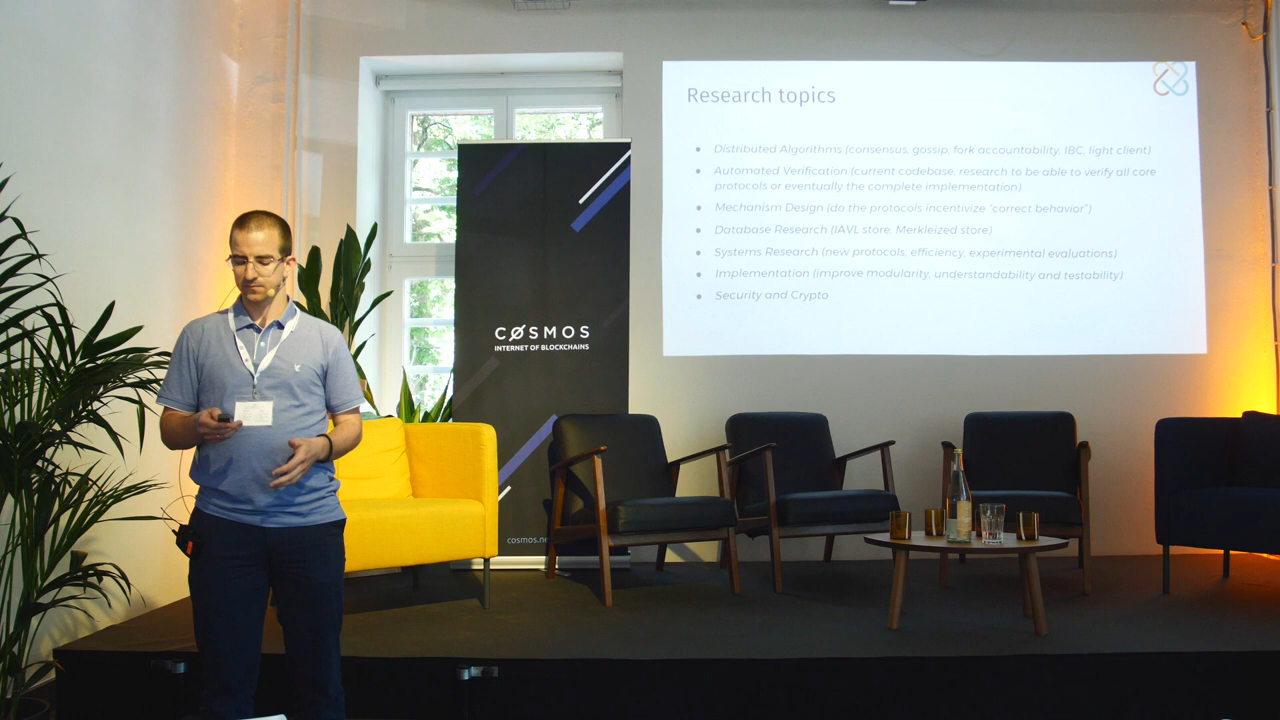 Research topics
Distributed Algorithms (consensus, gossip, fork accountability, IBC, light client)
Automated Verification (current codebase, research to be able to verify all core
protocols or eventually the complete implementation)
Mechanism Design (do the protocols incentivize "correct behavior")
Database Research (IAVL store, Merkleized store)
Systems Research (new protocols, efficiency, experimental evaluations)
Implementation (improve modularity, understandability and testability)
Security and Crypto
CØSMOS
INTERNET OF BLOCKCHAINS